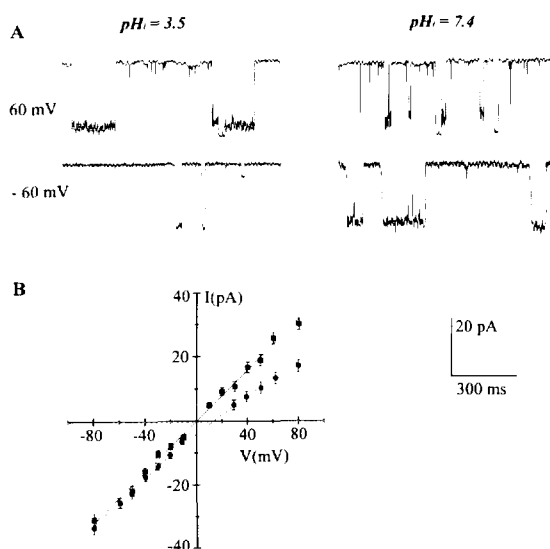 pHi = 3.5
pHi = 7.4
A
60 mV
- 60 mV
B
I(pA)
40
20
-80
-40
40
80
V(mV)
-20
-40
20 pA
300 ms